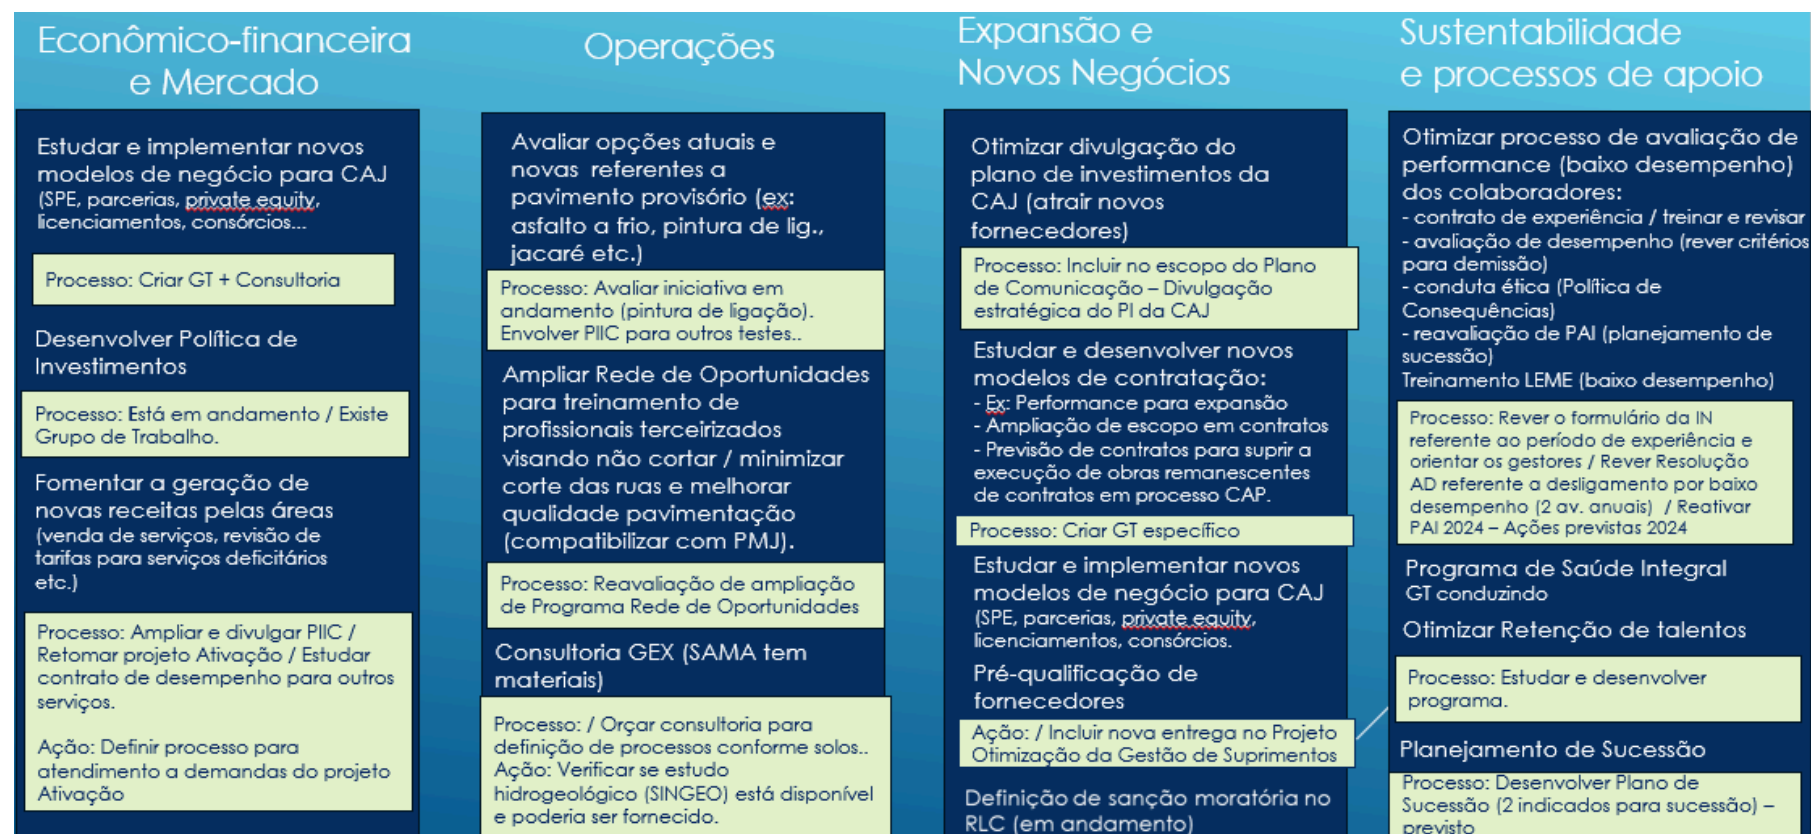 Econômico-financeira
e Mercado
Estudar e implementar novos
modelos de negócio para CAJ
(SPE, parcerias, private equity,
licenciamentos, consórcios...
Processo: Criar GT + Consultoria
Desenvolver Política de
Investimentos
Processo: Está em andamento / Existe
Grupo de Trabalho.
Fomentar a geração de
novas receitas pelas áreas
(venda de serviços, revisão de
tarifas para serviços deficitários
etc.)
Processo: Ampliar e divulgar PIIC /
Retomar projeto Ativação / Estudar
contrato de desempenho para outros
serviços.
Ação: Definir processo para
atendimento a demandas do projeto
Ativação
Operações
Avaliar opções atuais e
novas referentes a
pavimento provisório (ex:
asfalto a frio, pintura de lig.,
jacaré etc.)
Processo: Avaliar iniciativa em
andamento (pintura de ligação).
Envolver PIIC para outros testes..
Ampliar Rede de Oportunidades
para treinamento de
profissionais terceirizados
visando não cortar / minimizar
corte das ruas e melhorar
qualidade pavimentação
(compatibilizar com PMJ).
Processo: Reavaliação de ampliação
de Programa Rede de Oportunidades
Consultoria GEX (SAMA tem
materiais)
Processo: / Orçar consultoria para
definição de processos conforme solos..
Ação: Verificar se estudo
hidrogeológico (SINGEO) está disponível
e poderia ser fornecido.
Expansão e
Novos Negócios
Otimizar divulgação do
plano de investimentos da
CAJ (atrair novos
fornecedores)
Processo: Incluir no escopo do Plano
de Comunicação – Divulgação
estratégica do PI da CAJ
Estudar e desenvolver novos
modelos de contratação:
- Ex: Performance para expansão
- Ampliação de escopo em contratos
- Previsão de contratos para suprir a
execução de obras remanescentes
de contratos em processo CAP.
Processo: Criar GT específico
Estudar e implementar novos
modelos de negócio para CAJ
(SPE, parcerias, private equity,
licenciamentos, consórcios.
Pré-qualificação de
fornecedores
Ação: / Incluir nova entrega no Projeto
Otimização da Gestão de Suprimentos
Definição de sanção moratória no
RLC (em andamento)
Sustentabilidade
e processos de apoio
Otimizar processo de avaliação de
performance (baixo desempenho)
dos colaboradores:
- contrato de experiência / treinar e revisar
- avaliação de desempenho (rever critérios
para demissão)
- conduta ética (Política de
Consequências)
- reavaliação de PAI (planejamento de
sucessão)
Treinamento LEME (baixo desempenho)
Processo: Rever o formulário da IN
referente ao período de experiência e
orientar os gestores / Rever Resolução
AD referente a desligamento por baixo
desempenho (2 av. anuais) / Reativar
PAI 2024 – Ações previstas 2024
Programa de Saúde Integral
GT conduzindo
Otimizar Retenção de talentos
Processo: Estudar e desenvolver
programa.
Planejamento de Sucessão
Processo: Desenvolver Plano de
Sucessão (2 indicados para sucessão) –
previsto